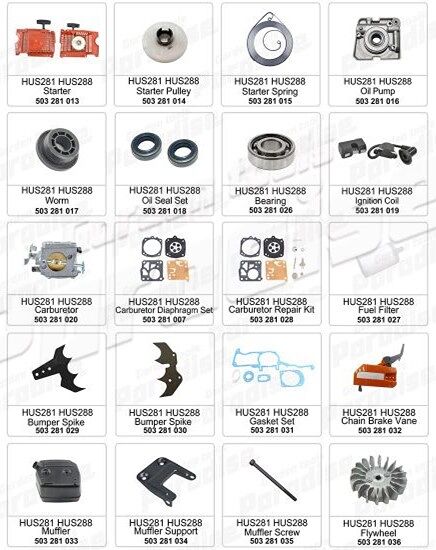 HUS281 HUS288
Starter
503 281 013
HUS281 HUS288
Starter Pulley
503 281 014
HUS281 HUS288
Starter Spring
503 281 015
HUS281 HUS288
Oil Pump
503 281 016
HUS281 HUS288
Worm
503 281 017
HUS281 HUS288
Oil Seal Set
503 281 018
HUS281 HUS288
Bearing
503 281 026
HUS281 HUS288
Ignition Coil
503 281 019
HUS281 HUS288
Carburetor
503 281 020
HUS281 HUS288
Carburetor Diaphragm Set
503 281 007
HUS281 HUS288
Carburetor Repair Kit
503 281 028
HUS281 HUS288
Fuel Filter
503 281 027
HUS281 HUS288
Bumper Spike
503 281 029
HUS281 HUS288
Bumper Spike
503 281 030
HUS281 HUS288
Gasket Set
503 281 031
HUS281 HUS288
Chain Brake Vane
503 281 032
HUS281 HUS288
Muffler
503 281 033
HUS281 HUS288
Muffler Support
503 281 034
HUS281 HUS288
Muffler Screw
503 281 035
HUS281 HUS288
Flywheel
503 281 036